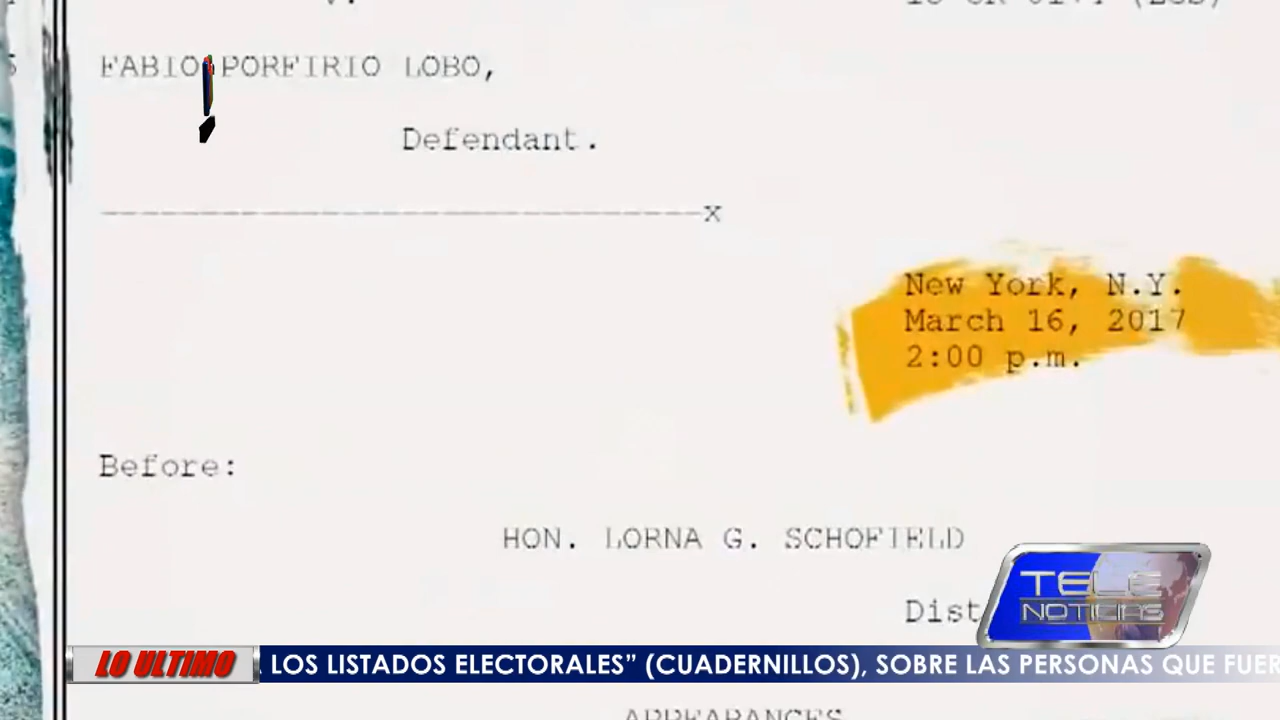 v.
FABIO PORFIRIO LOBO,
Defendant.
------------------------------x
New York, N.Y.
March 16, 2017
2:00 p.m.
Before:
HON. LORNA G. SCHOFIELD
TELE
NOTICIAS
LO ULTIMO
LOS LISTADOS ELECTORALES” (CUADERNILLOS), SOBRE LAS PERSONAS QUE
APPEARANCES